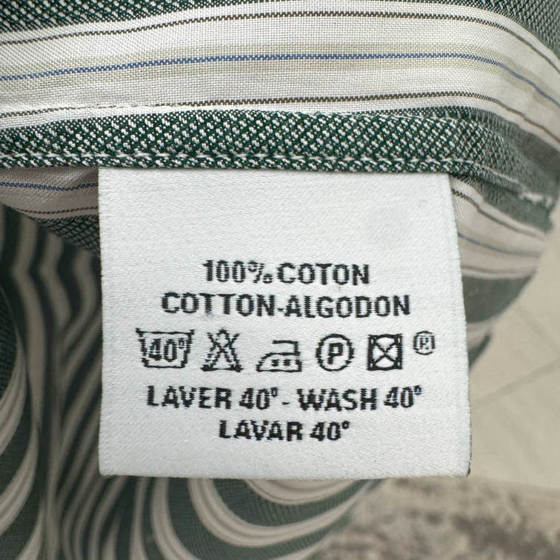 100% COTON
COTTON-ALGODON
40° P ®
LAVER 40° - WASH 40°
LAVAR 40°